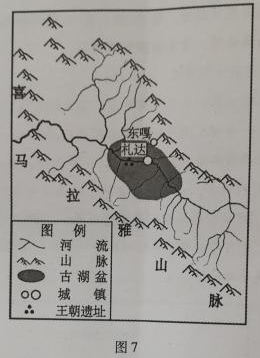 东嘎
札达
喜
马
拉
雅
山
脉
图 例
河 流
山 脉
古 湖 盆
城 镇
王朝遗址
图7